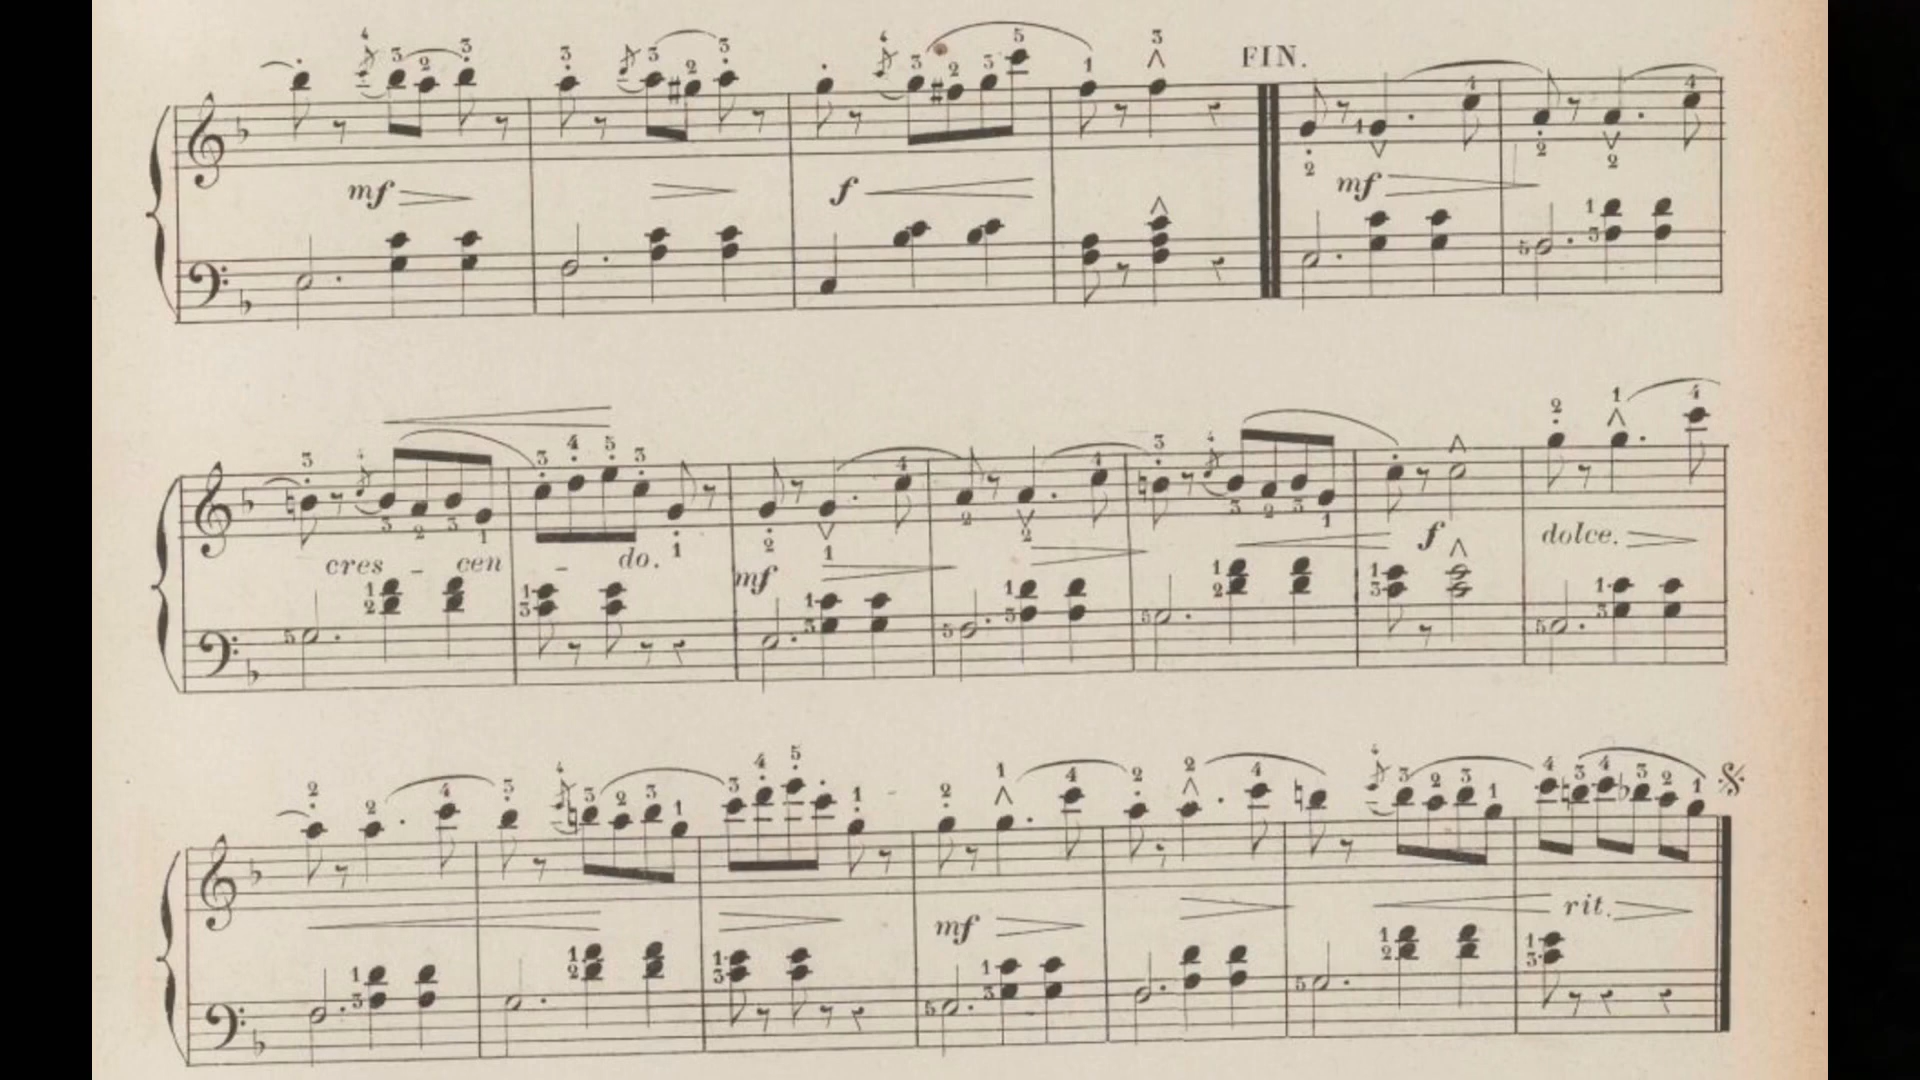 FIN.
mf f mf
cres - cen - do. mf f dolce.
mf rit.